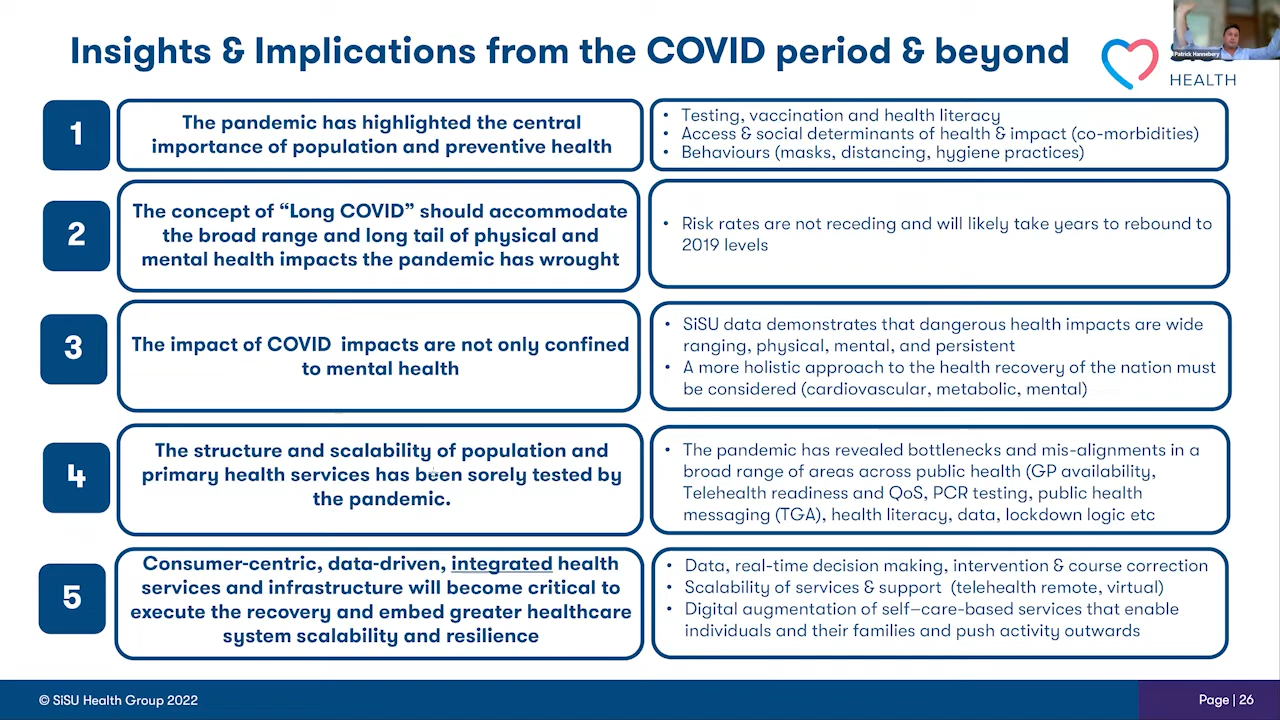 Insights & Implications from the COVID period & beyond
Patrick Hannebery
HEALTH
1
The pandemic has highlighted the central
importance of population and preventive health
• Testing, vaccination and health literacy
• Access & social determinants of health & impact (co-morbidities)
• Behaviours (masks, distancing, hygiene practices)
2
The concept of “Long COVID” should accommodate
the broad range and long tail of physical and
mental health impacts the pandemic has wrought
• Risk rates are not receding and will likely take years to rebound to
2019 levels
3
The impact of COVID impacts are not only confined
to mental health
• SiSU data demonstrates that dangerous health impacts are wide
ranging, physical, mental, and persistent
• A more holistic approach to the health recovery of the nation must
be considered (cardiovascular, metabolic, mental)
4
The structure and scalability of population and
primary health services has been sorely tested by
the pandemic.
• The pandemic has revealed bottlenecks and mis-alignments in a
broad range of areas across public health (GP availability,
Telehealth readiness and QoS, PCR testing, public health
messaging (TGA), health literacy, data, lockdown logic etc
5
Consumer-centric, data-driven, integrated health
services and infrastructure will become critical to
execute the recovery and embed greater healthcare
system scalability and resilience
• Data, real-time decision making, intervention & course correction
• Scalability of services & support (telehealth remote, virtual)
• Digital augmentation of self–care-based services that enable
individuals and their families and push activity outwards
© SiSU Health Group 2022
Page | 26